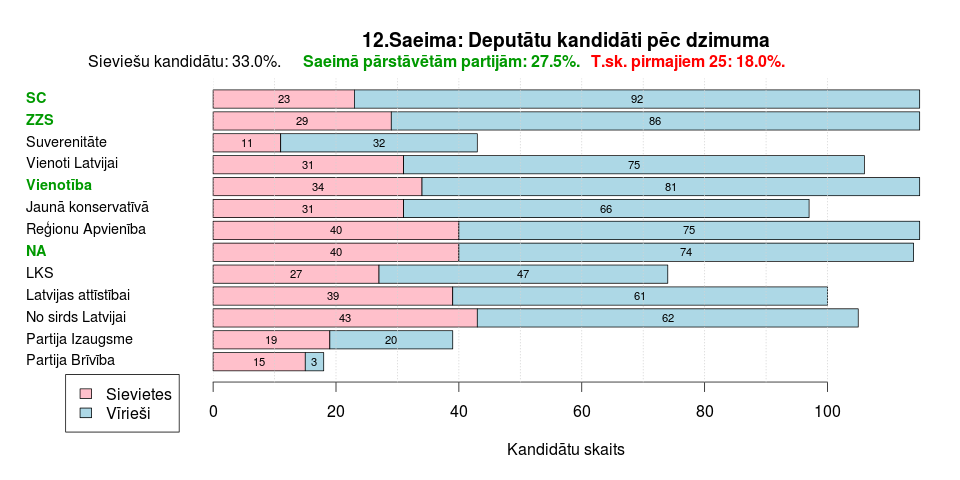 12.Saeima: Deputātu kandidāti pēc dzimuma
Sieviešu kandidātu: 33.0%. Saeimā pārstāvētām partijām: 27.5%. T.sk. pirmajiem 25: 18.0%.
SC 23 92
ZZS 29 86
Suverenitāte 11 32
Vienoti Latvijai 31 75
Vienotība 34 81
Jaunā konservatīvā 31 66
Reģionu Apvienība 40 75
NA 40 74
LKS 27 47
Latvijas attīstībai 39 61
No sirds Latvijai 43 62
Partija Izaugsme 19 20
Partija Brīvība 15 3
Sievietes
Vīrieši
0 20 40 60 80 100
Kandidātu skaits